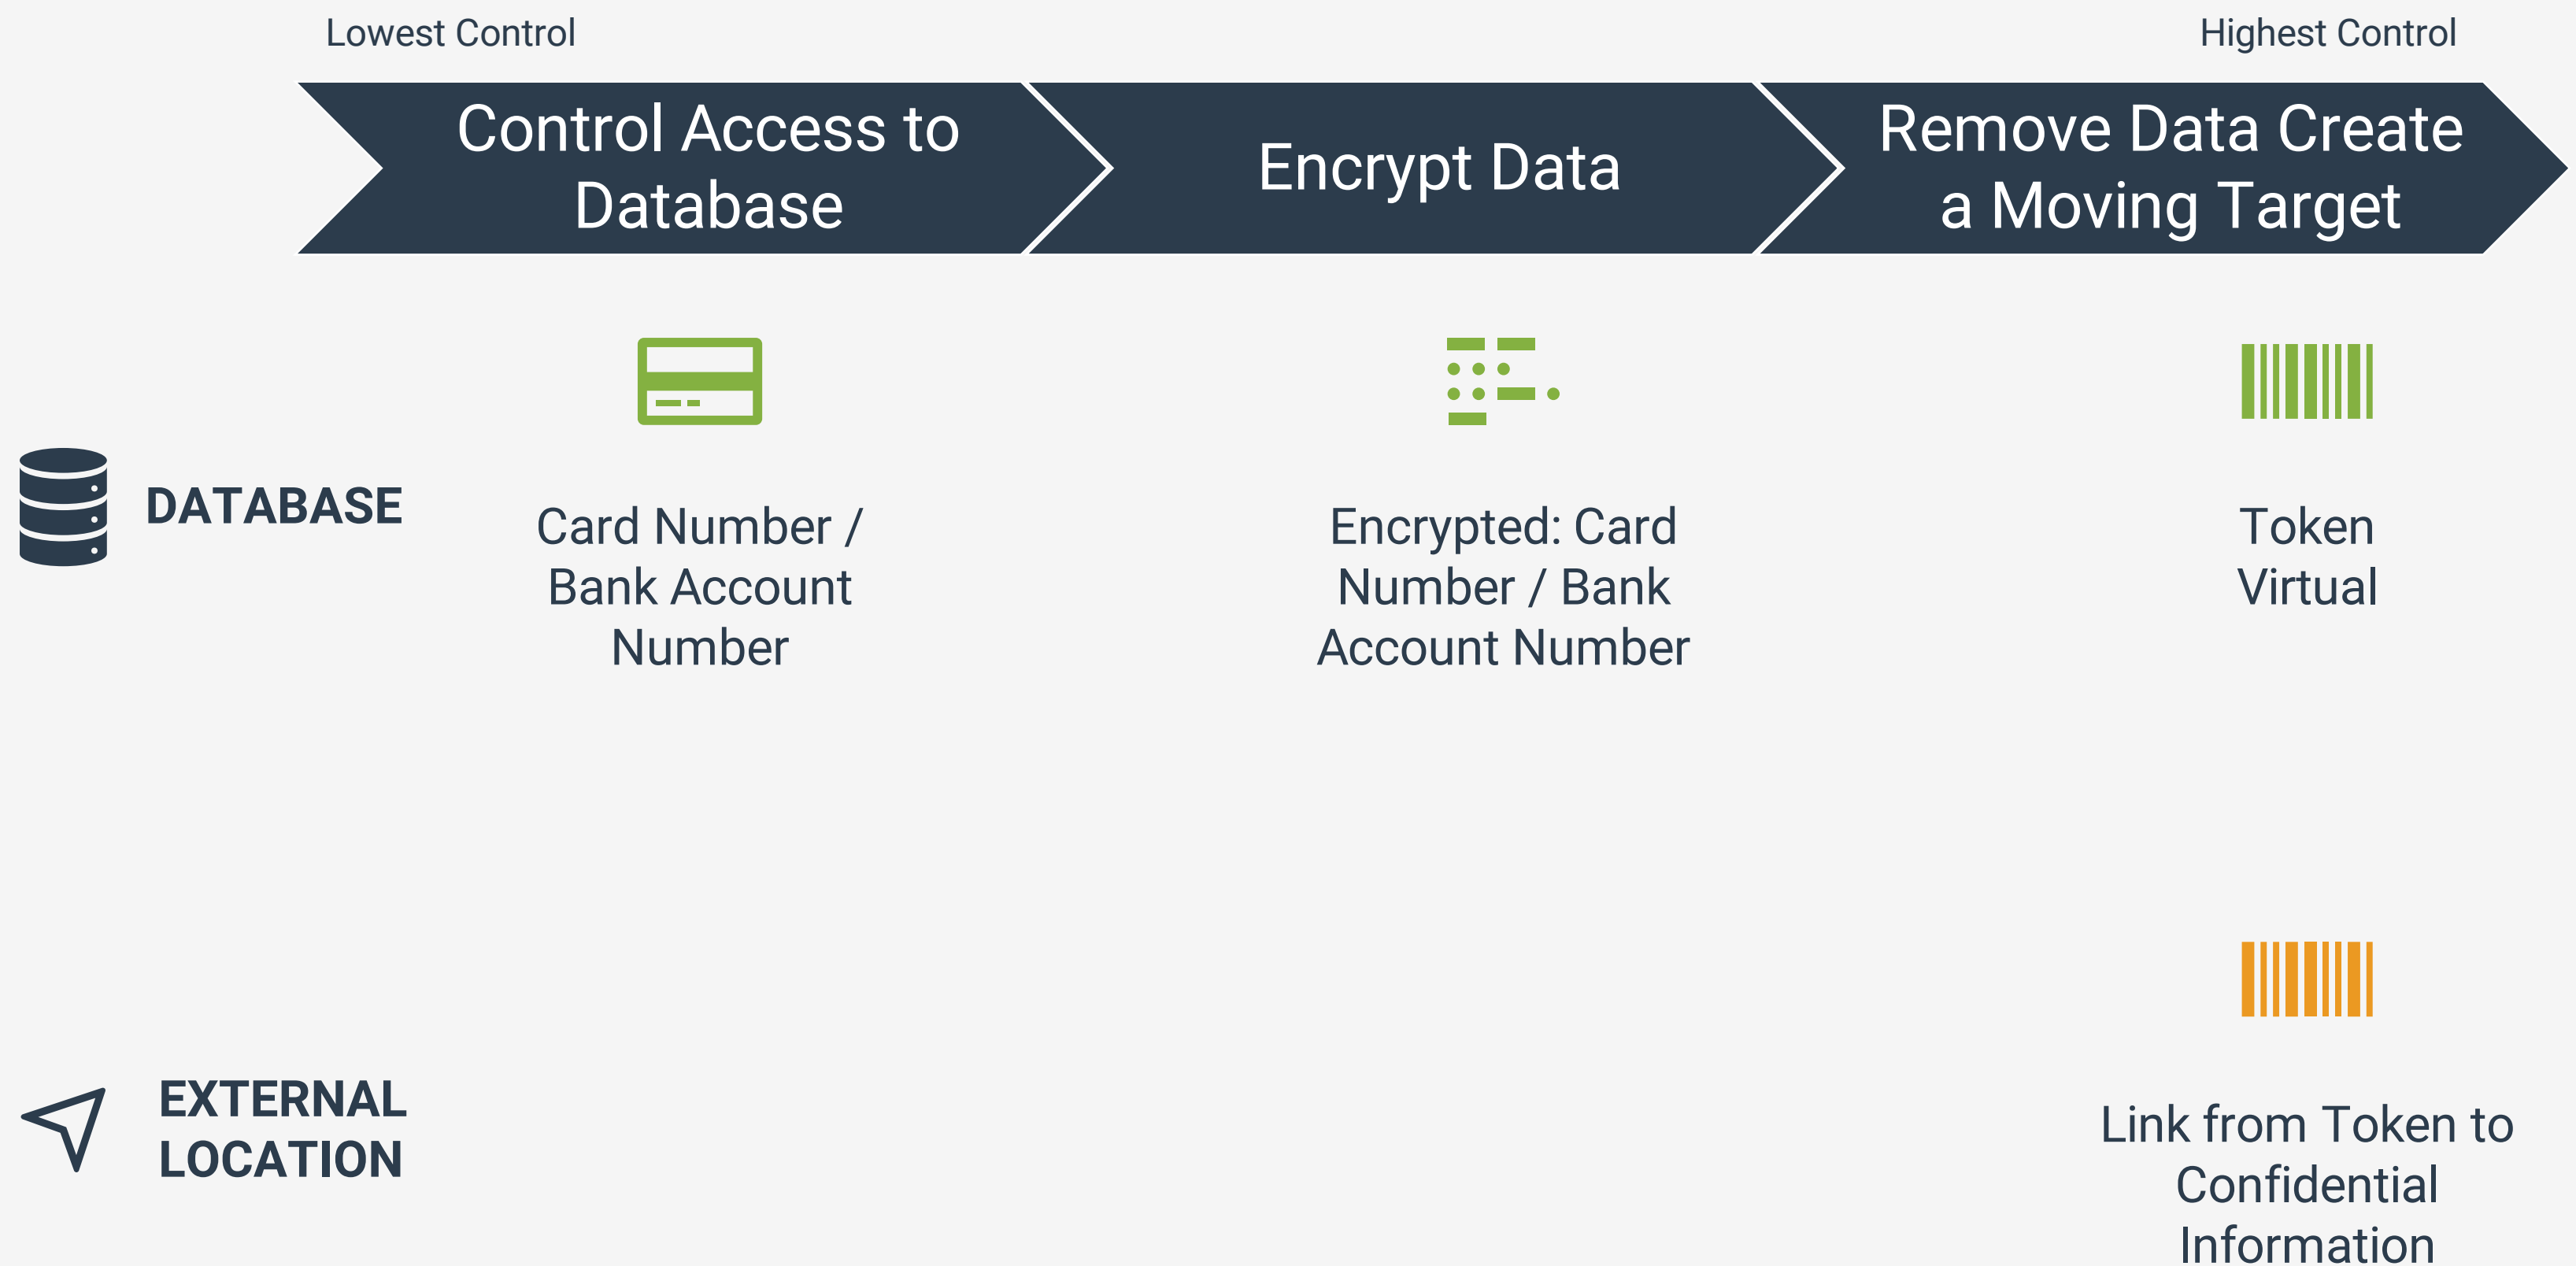 Lowest Control
Highest Control
Control Access to
Database
Encrypt Data
Remove Data Create
a Moving Target
DATABASE
Card Number /
Bank Account
Number
Encrypted: Card
Number / Bank
Account Number
Token
Virtual
EXTERNAL
LOCATION
Link from Token to
Confidential
Information